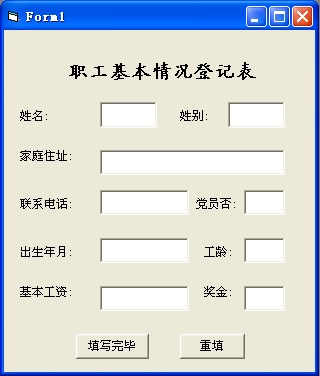 Form1
职工基本情况登记表
姓名: 姓别:
家庭住址:
联系电话: 党员否:
出生年月: 工龄:
基本工资: 奖金:
填写完毕 重填